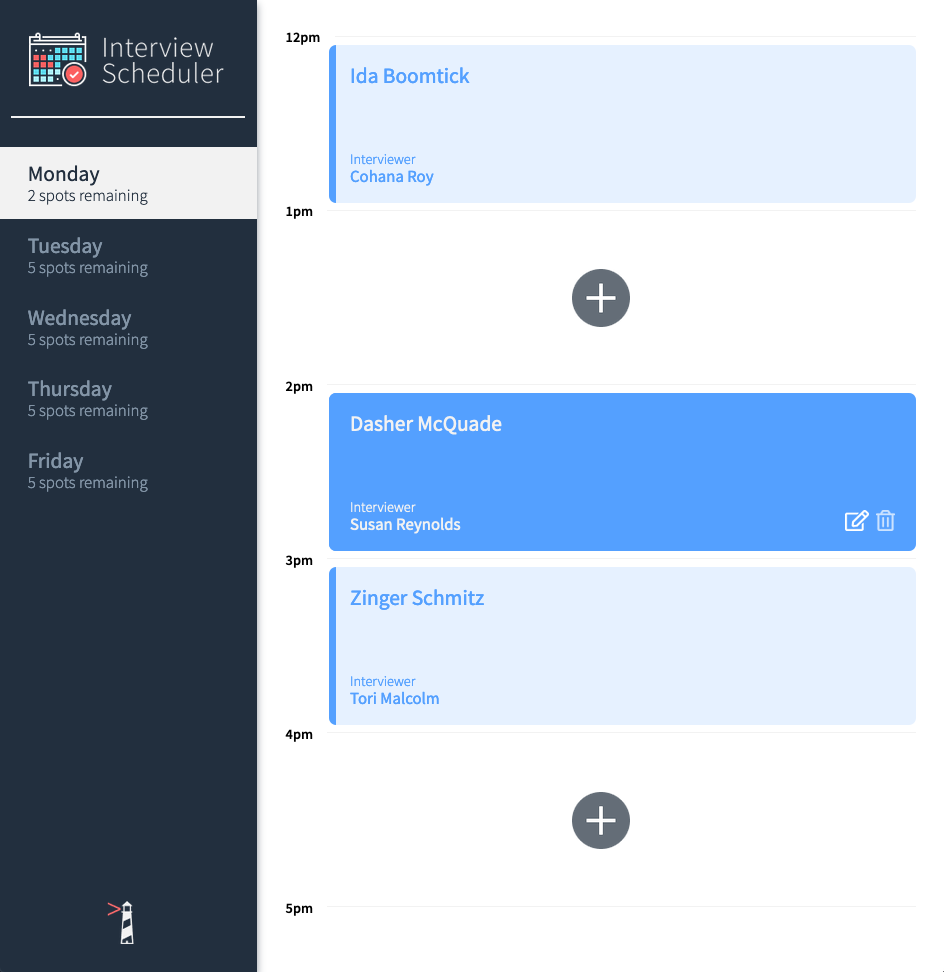 Interview
Scheduler
Monday
2 spots remaining
Tuesday
5 spots remaining
Wednesday
5 spots remaining
Thursday
5 spots remaining
Friday
5 spots remaining
12pm
Ida Boomtick
Interviewer
Cohana Roy
1pm
2pm
Dasher McQuade
Interviewer
Susan Reynolds
3pm
Zinger Schmitz
Interviewer
Tori Malcolm
4pm
5pm